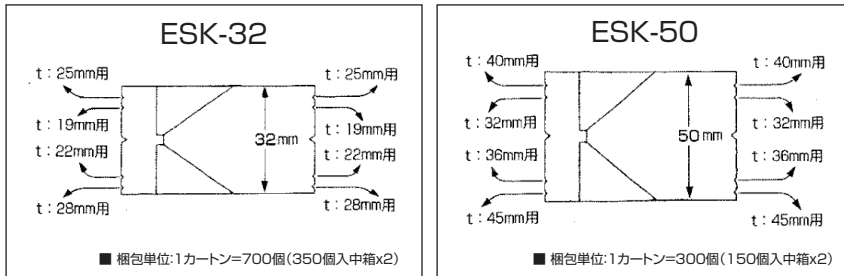 ESK-32
t：25mm用
t：25mm用
t：19mm用
t：19mm用
32mm
t：22mm用
t：22mm用
t：28mm用
t：28mm用
■ 梱包単位:1カートン=700個(350個入中箱x2)
ESK-50
t：40mm用
t：40mm用
t：32mm用
t：32mm用
50mm
t：36mm用
t：36mm用
t：45mm用
t：45mm用
■ 梱包単位:1カートン=300個(150個入中箱x2)